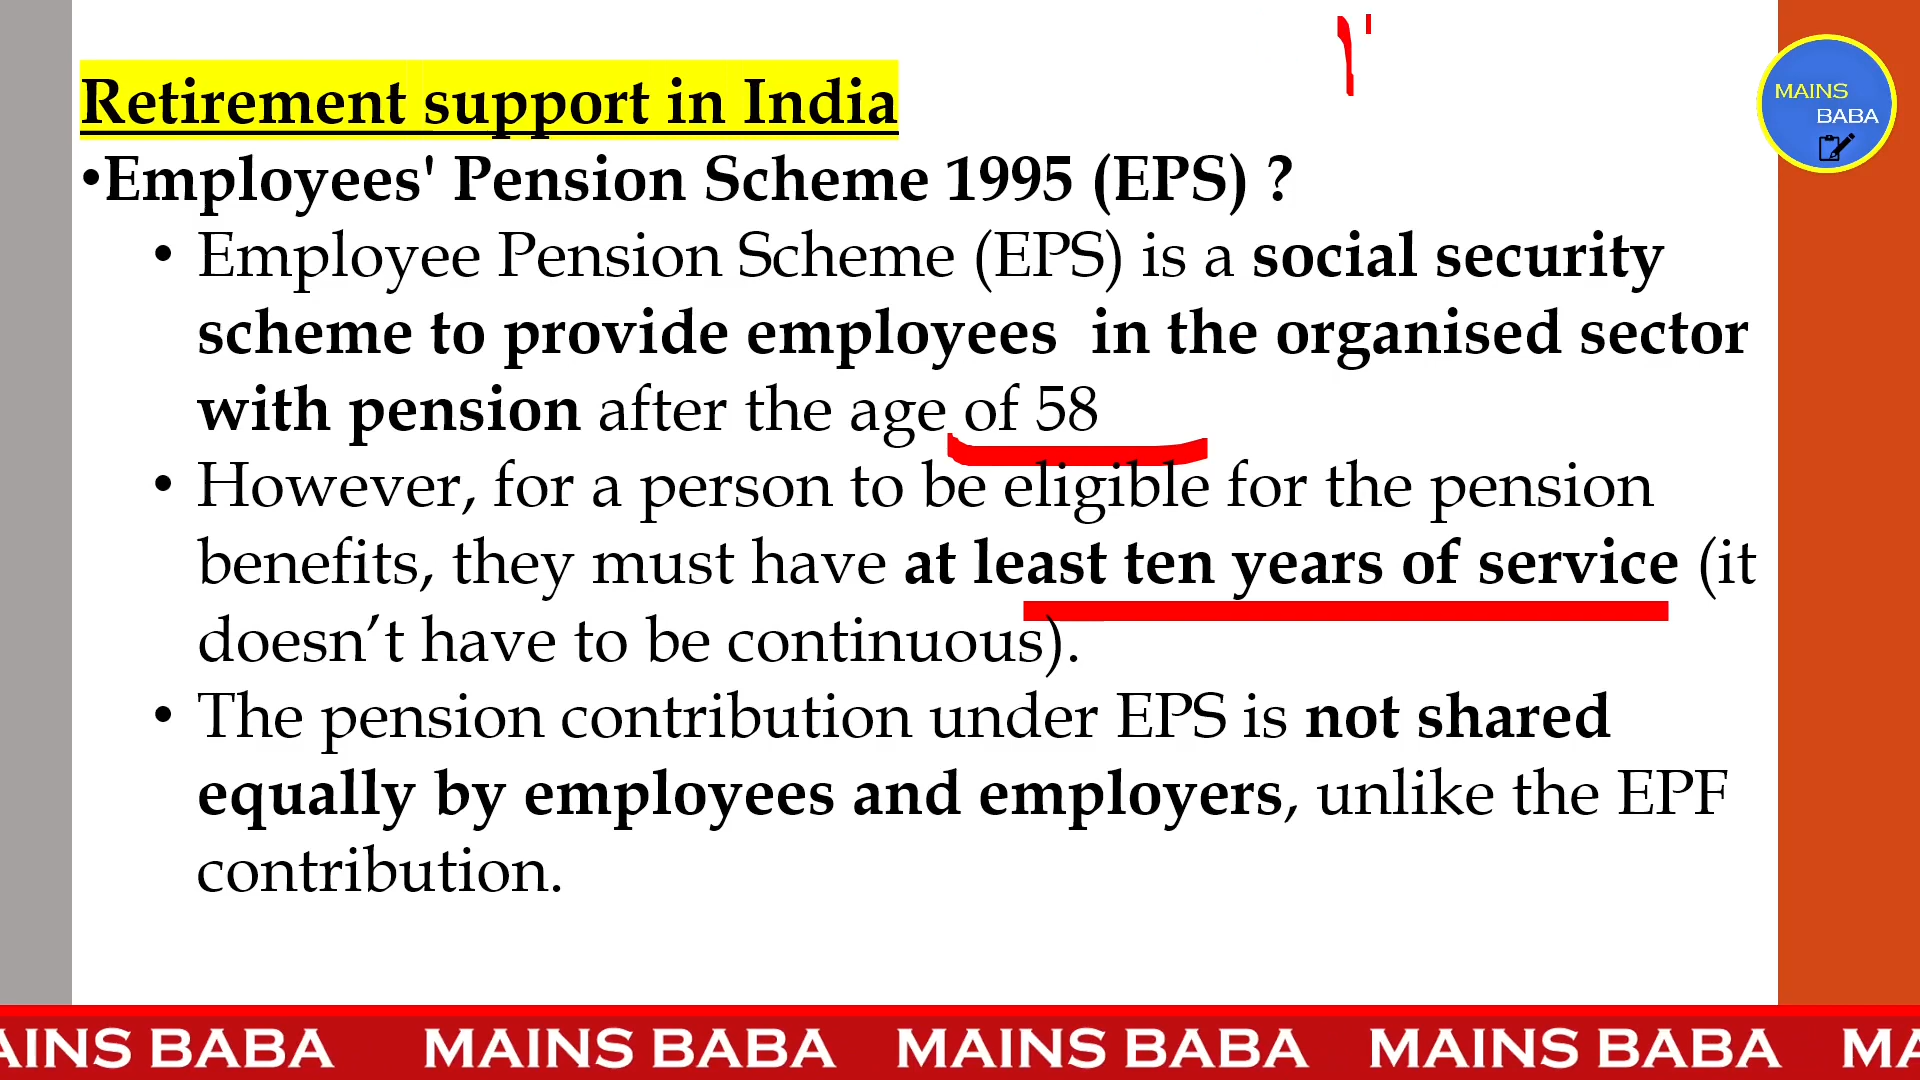 Retirement support in India
•Employees' Pension Scheme 1995 (EPS) ?
• Employee Pension Scheme (EPS) is a social security
scheme to provide employees in the organised sector
with pension after the age of 58
• However, for a person to be eligible for the pension
benefits, they must have at least ten years of service (it
doesn’t have to be continuous).
• The pension contribution under EPS is not shared
equally by employees and employers, unlike the EPF
contribution.
MAINS
BABA
AINS BABA MAINS BABA MAINS BABA MAINS BABA MA